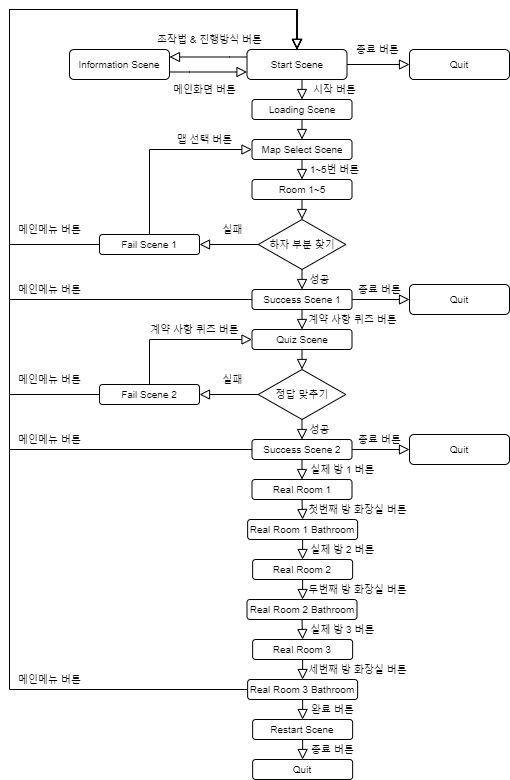 조작법 & 진행방식 버튼
종료 버튼
Information Scene
Start Scene
Quit
메인화면 버튼
시작 버튼
Loading Scene
맵 선택 버튼
Map Select Scene
1~5번 버튼
Room 1~5
메인메뉴 버튼
실패
하자 부분 찾기
Fail Scene 1
성공
메인메뉴 버튼
종료 버튼
Success Scene 1
Quit
계약 사항 퀴즈 버튼
계약 사항 퀴즈 버튼
Quiz Scene
메인메뉴 버튼
실패
정답 맞추기
Fail Scene 2
성공
메인메뉴 버튼
종료 버튼
Success Scene 2
Quit
실제 방 1 버튼
Real Room 1
첫번째 방 화장실 버튼
Real Room 1 Bathroom
실제 방 2 버튼
Real Room 2
두번째 방 화장실 버튼
Real Room 2 Bathroom
실제 방 3 버튼
Real Room 3
세번째 방 화장실 버튼
메인메뉴 버튼
Real Room 3 Bathroom
완료 버튼
Restart Scene
종료 버튼
Quit